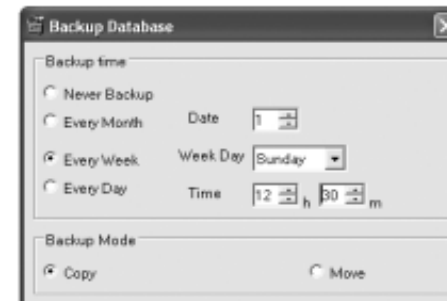 Backup Database
Backup time
Never Backup
Every Month Date 1
Every Week Week Day Sunday
Every Day Time 12 h 30 m
Backup Mode
Copy Move